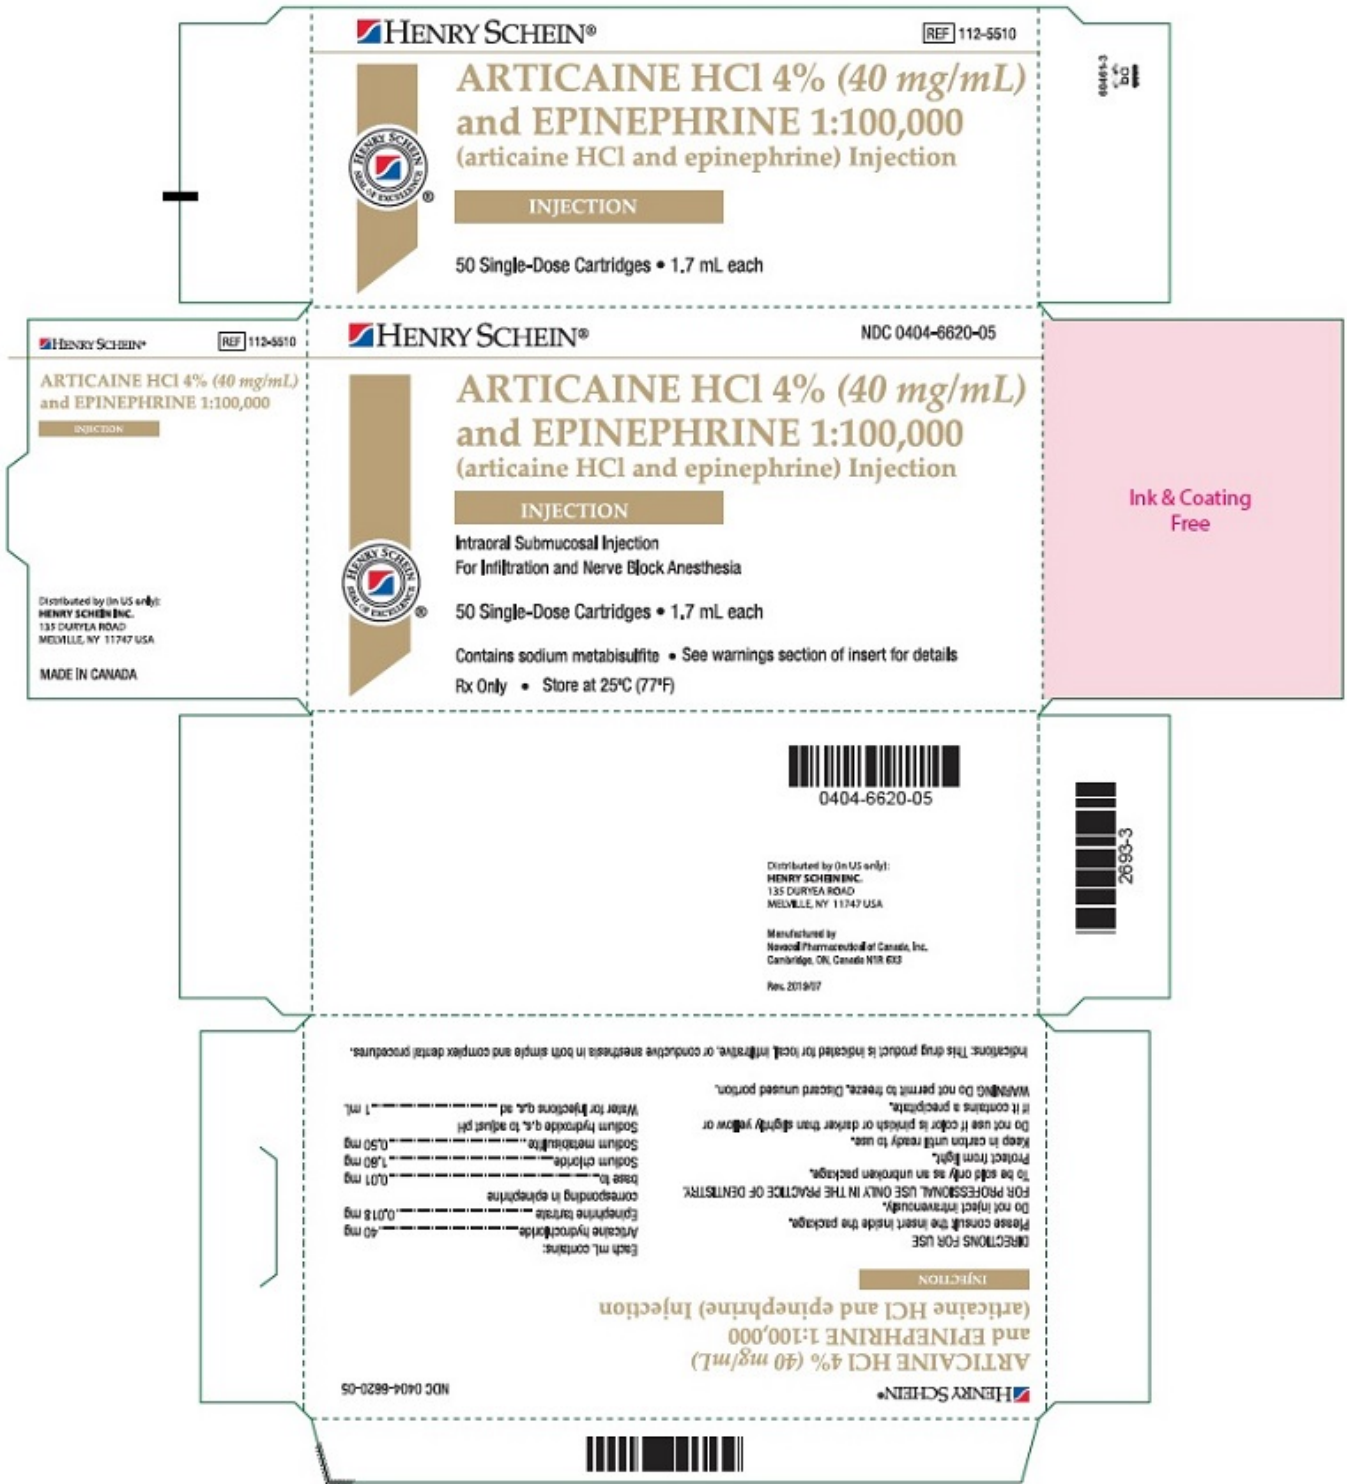 HENRY SCHEIN®
REF 112-5510
ARTICAINE HCl 4% (40 mg/mL)
and EPINEPHRINE 1:100,000
(articaine HCl and epinephrine) Injection
HENRY SCHEIN
SEAL OF EXCELLENCE
®
INJECTION
50 Single-Dose Cartridges • 1.7 mL each
60461-3
HENRY SCHEIN®
REF 112-5510
ARTICAINE HCl 4% (40 mg/mL)
and EPINEPHRINE 1:100,000
INJECTION
Distributed by (in US only):
HENRY SCHEIN INC.
135 DURYEA ROAD
MELVILLE, NY 11747 USA
MADE IN CANADA
HENRY SCHEIN®
NDC 0404-6620-05
ARTICAINE HCl 4% (40 mg/mL)
and EPINEPHRINE 1:100,000
(articaine HCl and epinephrine) Injection
INJECTION
Intraoral Submucosal Injection
For Infiltration and Nerve Block Anesthesia
HENRY SCHEIN
SEAL OF EXCELLENCE
®
50 Single-Dose Cartridges • 1.7 mL each
Contains sodium metabisulfite • See warnings section of insert for details
Rx Only • Store at 25ºC (77ºF)
Ink & Coating
Free
0404-6620-05
Distributed by (in US only):
HENRY SCHEIN INC.
135 DURYEA ROAD
MELVILLE, NY 11747 USA
Manufactured by
Novocol Pharmaceutical of Canada, Inc.
Cambridge, ON, Canada N1R 6X3
Rev. 2019/07
2693-3
HENRY SCHEIN®
NDC 0404-6620-05
ARTICAINE HCl 4% (40 mg/mL)
and EPINEPHRINE 1:100,000
(articaine HCl and epinephrine) Injection
INJECTION
DIRECTIONS FOR USE
Please consult the insert inside the package.
Do not inject intravenously.
FOR PROFESSIONAL USE ONLY IN THE PRACTICE OF DENTISTRY.
To be sold only as an unbroken package.
Protect from light.
Keep in carton until ready to use.
Do not use if color is pinkish or darker than slightly yellow or
if it contains a precipitate.
WARNING Do not permit to freeze. Discard unused portion.
Each mL contains:
Articaine hydrochloride 40 mg
Epinephrine tartrate 0.018 mg
corresponding in epinephrine
base to 0.01 mg
Sodium chloride 1.60 mg
Sodium metabisulfite 0.50 mg
Sodium hydroxide q.s. to adjust pH
Water for injections q.s. ad 1 mL
Indications: This drug product is indicated for local, infiltrative, or conductive anesthesia in both simple and complex dental procedures.